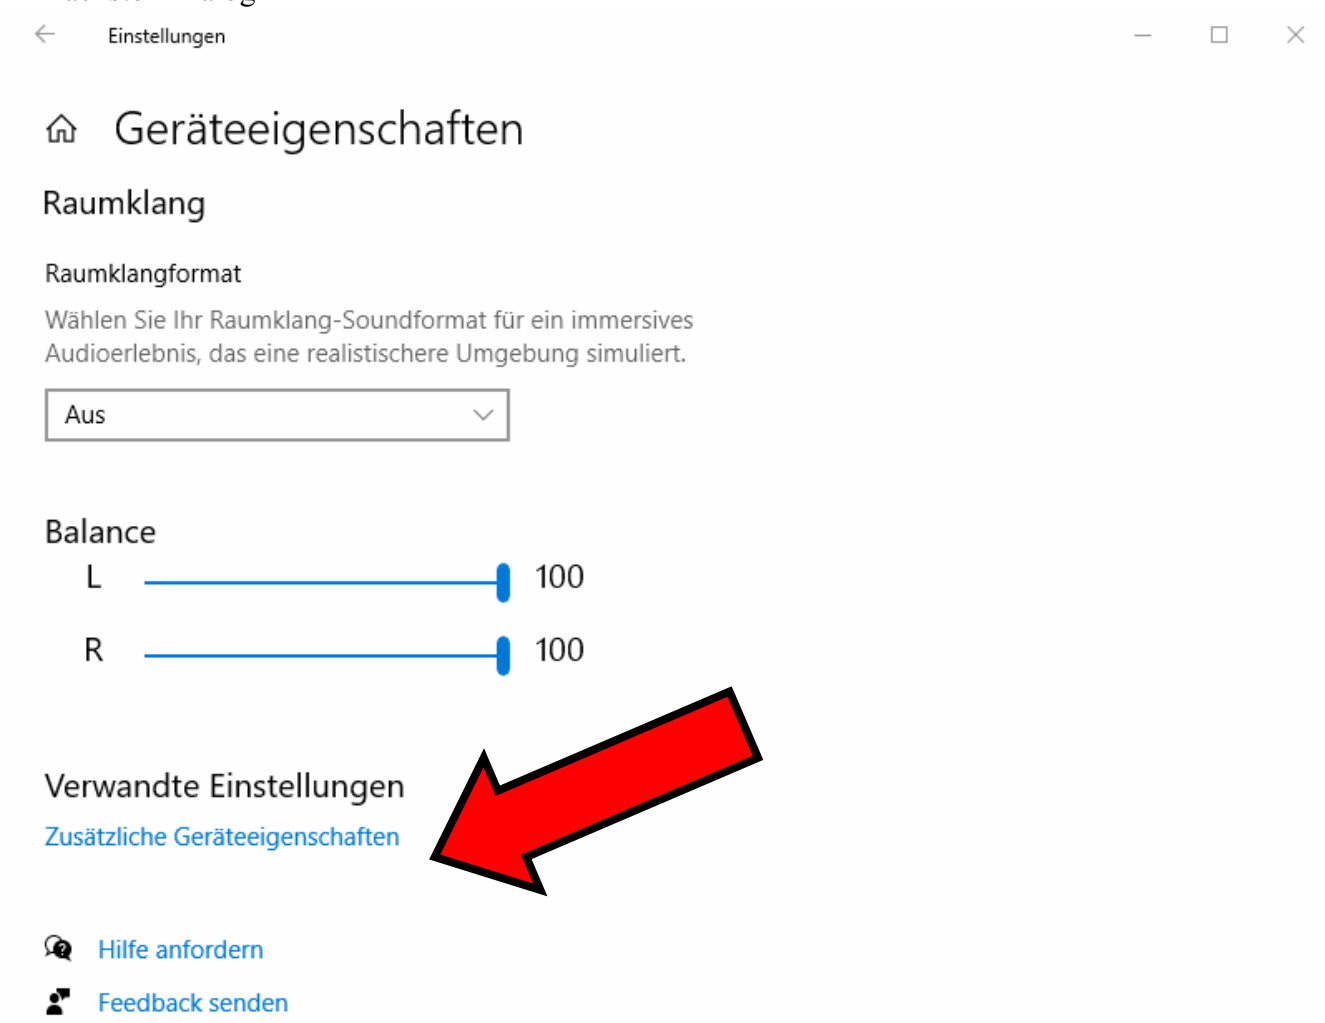 Einstellungen
Geräteeigenschaften
Raumklang
Raumklangformat
Wählen Sie Ihr Raumklang-Soundformat für ein immersives
Audioerlebnis, das eine realistischere Umgebung simuliert.
Aus
Balance
L 100
R 100
Verwandte Einstellungen
Zusätzliche Geräteeigenschaften
Hilfe anfordern
Feedback senden